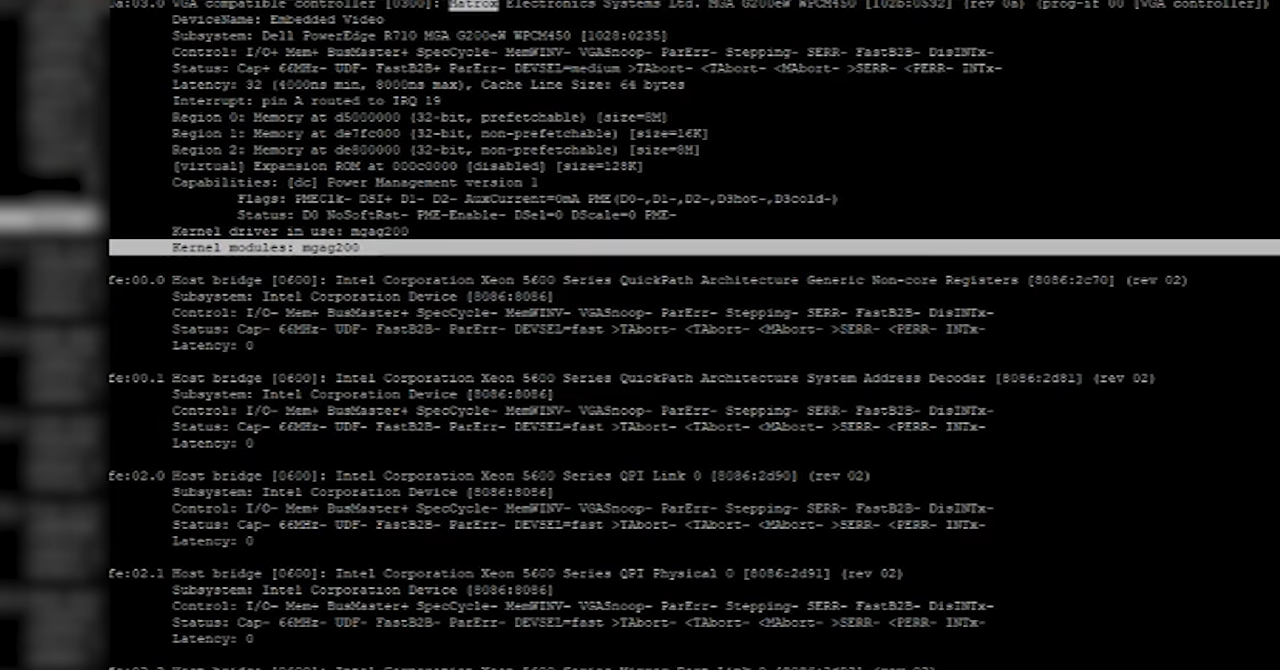 0a:03.0 VGA compatible controller [0300]: Matrox Electronics Systems Ltd. MGA G200eW WPCM450 [102b:0532] (rev 0a) (prog-if 00 [VGA controller])
DeviceName: Embedded Video
Subsystem: Dell PowerEdge R710 MGA G200eW WPCM450 [1028:0235]
Control: I/O+ Mem+ BusMaster+ SpecCycle- MemWINV- VGASnoop- ParErr- Stepping- SERR- FastB2B- DisINTx-
Status: Cap+ 66MHz- UDF- FastB2B+ ParErr- DEVSEL=medium >TAbort- <TAbort- <MAbort- >SERR- <PERR- INTx-
Latency: 32 (4000ns min, 8000ns max), Cache Line Size: 64 bytes
Interrupt: pin A routed to IRQ 19
Region 0: Memory at d5000000 (32-bit, prefetchable) [size=8M]
Region 1: Memory at de7fc000 (32-bit, non-prefetchable) [size=16K]
Region 2: Memory at de800000 (32-bit, non-prefetchable) [size=8M]
[virtual] Expansion ROM at 000c0000 [disabled] [size=128K]
Capabilities: [dc] Power Management version 1
Flags: PMEClk- DSI+ D1- D2- AuxCurrent=0mA PME(D0-,D1-,D2-,D3hot-,D3cold-)
Status: D0 NoSoftRst- PME-Enable- DSel=0 DScale=0 PME-
Kernel driver in use: mgag200
Kernel modules: mgag200
fe:00.0 Host bridge [0600]: Intel Corporation Xeon 5600 Series QuickPath Architecture Generic Non-core Registers [8086:2c70] (rev 02)
Subsystem: Intel Corporation Device [8086:8086]
Control: I/O- Mem+ BusMaster+ SpecCycle- MemWINV- VGASnoop- ParErr- Stepping- SERR- FastB2B- DisINTx-
Status: Cap- 66MHz- UDF- FastB2B- ParErr- DEVSEL=fast >TAbort- <TAbort- <MAbort- >SERR- <PERR- INTx-
Latency: 0
fe:00.1 Host bridge [0600]: Intel Corporation Xeon 5600 Series QuickPath Architecture System Address Decoder [8086:2d81] (rev 02)
Subsystem: Intel Corporation Device [8086:8086]
Control: I/O- Mem+ BusMaster+ SpecCycle- MemWINV- VGASnoop- ParErr- Stepping- SERR- FastB2B- DisINTx-
Status: Cap- 66MHz- UDF- FastB2B- ParErr- DEVSEL=fast >TAbort- <TAbort- <MAbort- >SERR- <PERR- INTx-
Latency: 0
fe:02.0 Host bridge [0600]: Intel Corporation Xeon 5600 Series QPI Link 0 [8086:2d90] (rev 02)
Subsystem: Intel Corporation Device [8086:8086]
Control: I/O- Mem+ BusMaster+ SpecCycle- MemWINV- VGASnoop- ParErr- Stepping- SERR- FastB2B- DisINTx-
Status: Cap- 66MHz- UDF- FastB2B- ParErr- DEVSEL=fast >TAbort- <TAbort- <MAbort- >SERR- <PERR- INTx-
Latency: 0
fe:02.1 Host bridge [0600]: Intel Corporation Xeon 5600 Series QPI Physical 0 [8086:2d91] (rev 02)
Subsystem: Intel Corporation Device [8086:8086]
Control: I/O- Mem+ BusMaster+ SpecCycle- MemWINV- VGASnoop- ParErr- Stepping- SERR- FastB2B- DisINTx-
Status: Cap- 66MHz- UDF- FastB2B- ParErr- DEVSEL=fast >TAbort- <TAbort- <MAbort- >SERR- <PERR- INTx-
Latency: 0
Host bridge [0600]: Intel Corporation Xeon 5600 Series Mirror Port Link 0